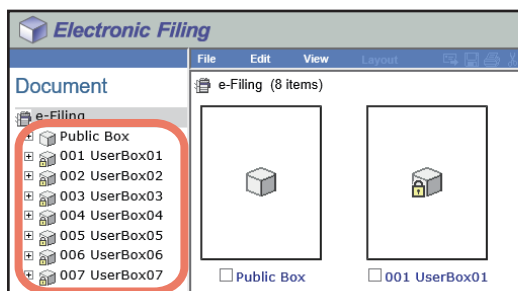 Electronic Filing
File Edit View Layout
Document
e-Filing (8 items)
e-Filing
Public Box
001 UserBox01
002 UserBox02
003 UserBox03
004 UserBox04
005 UserBox05
006 UserBox06
007 UserBox07
Public Box
001 UserBox01